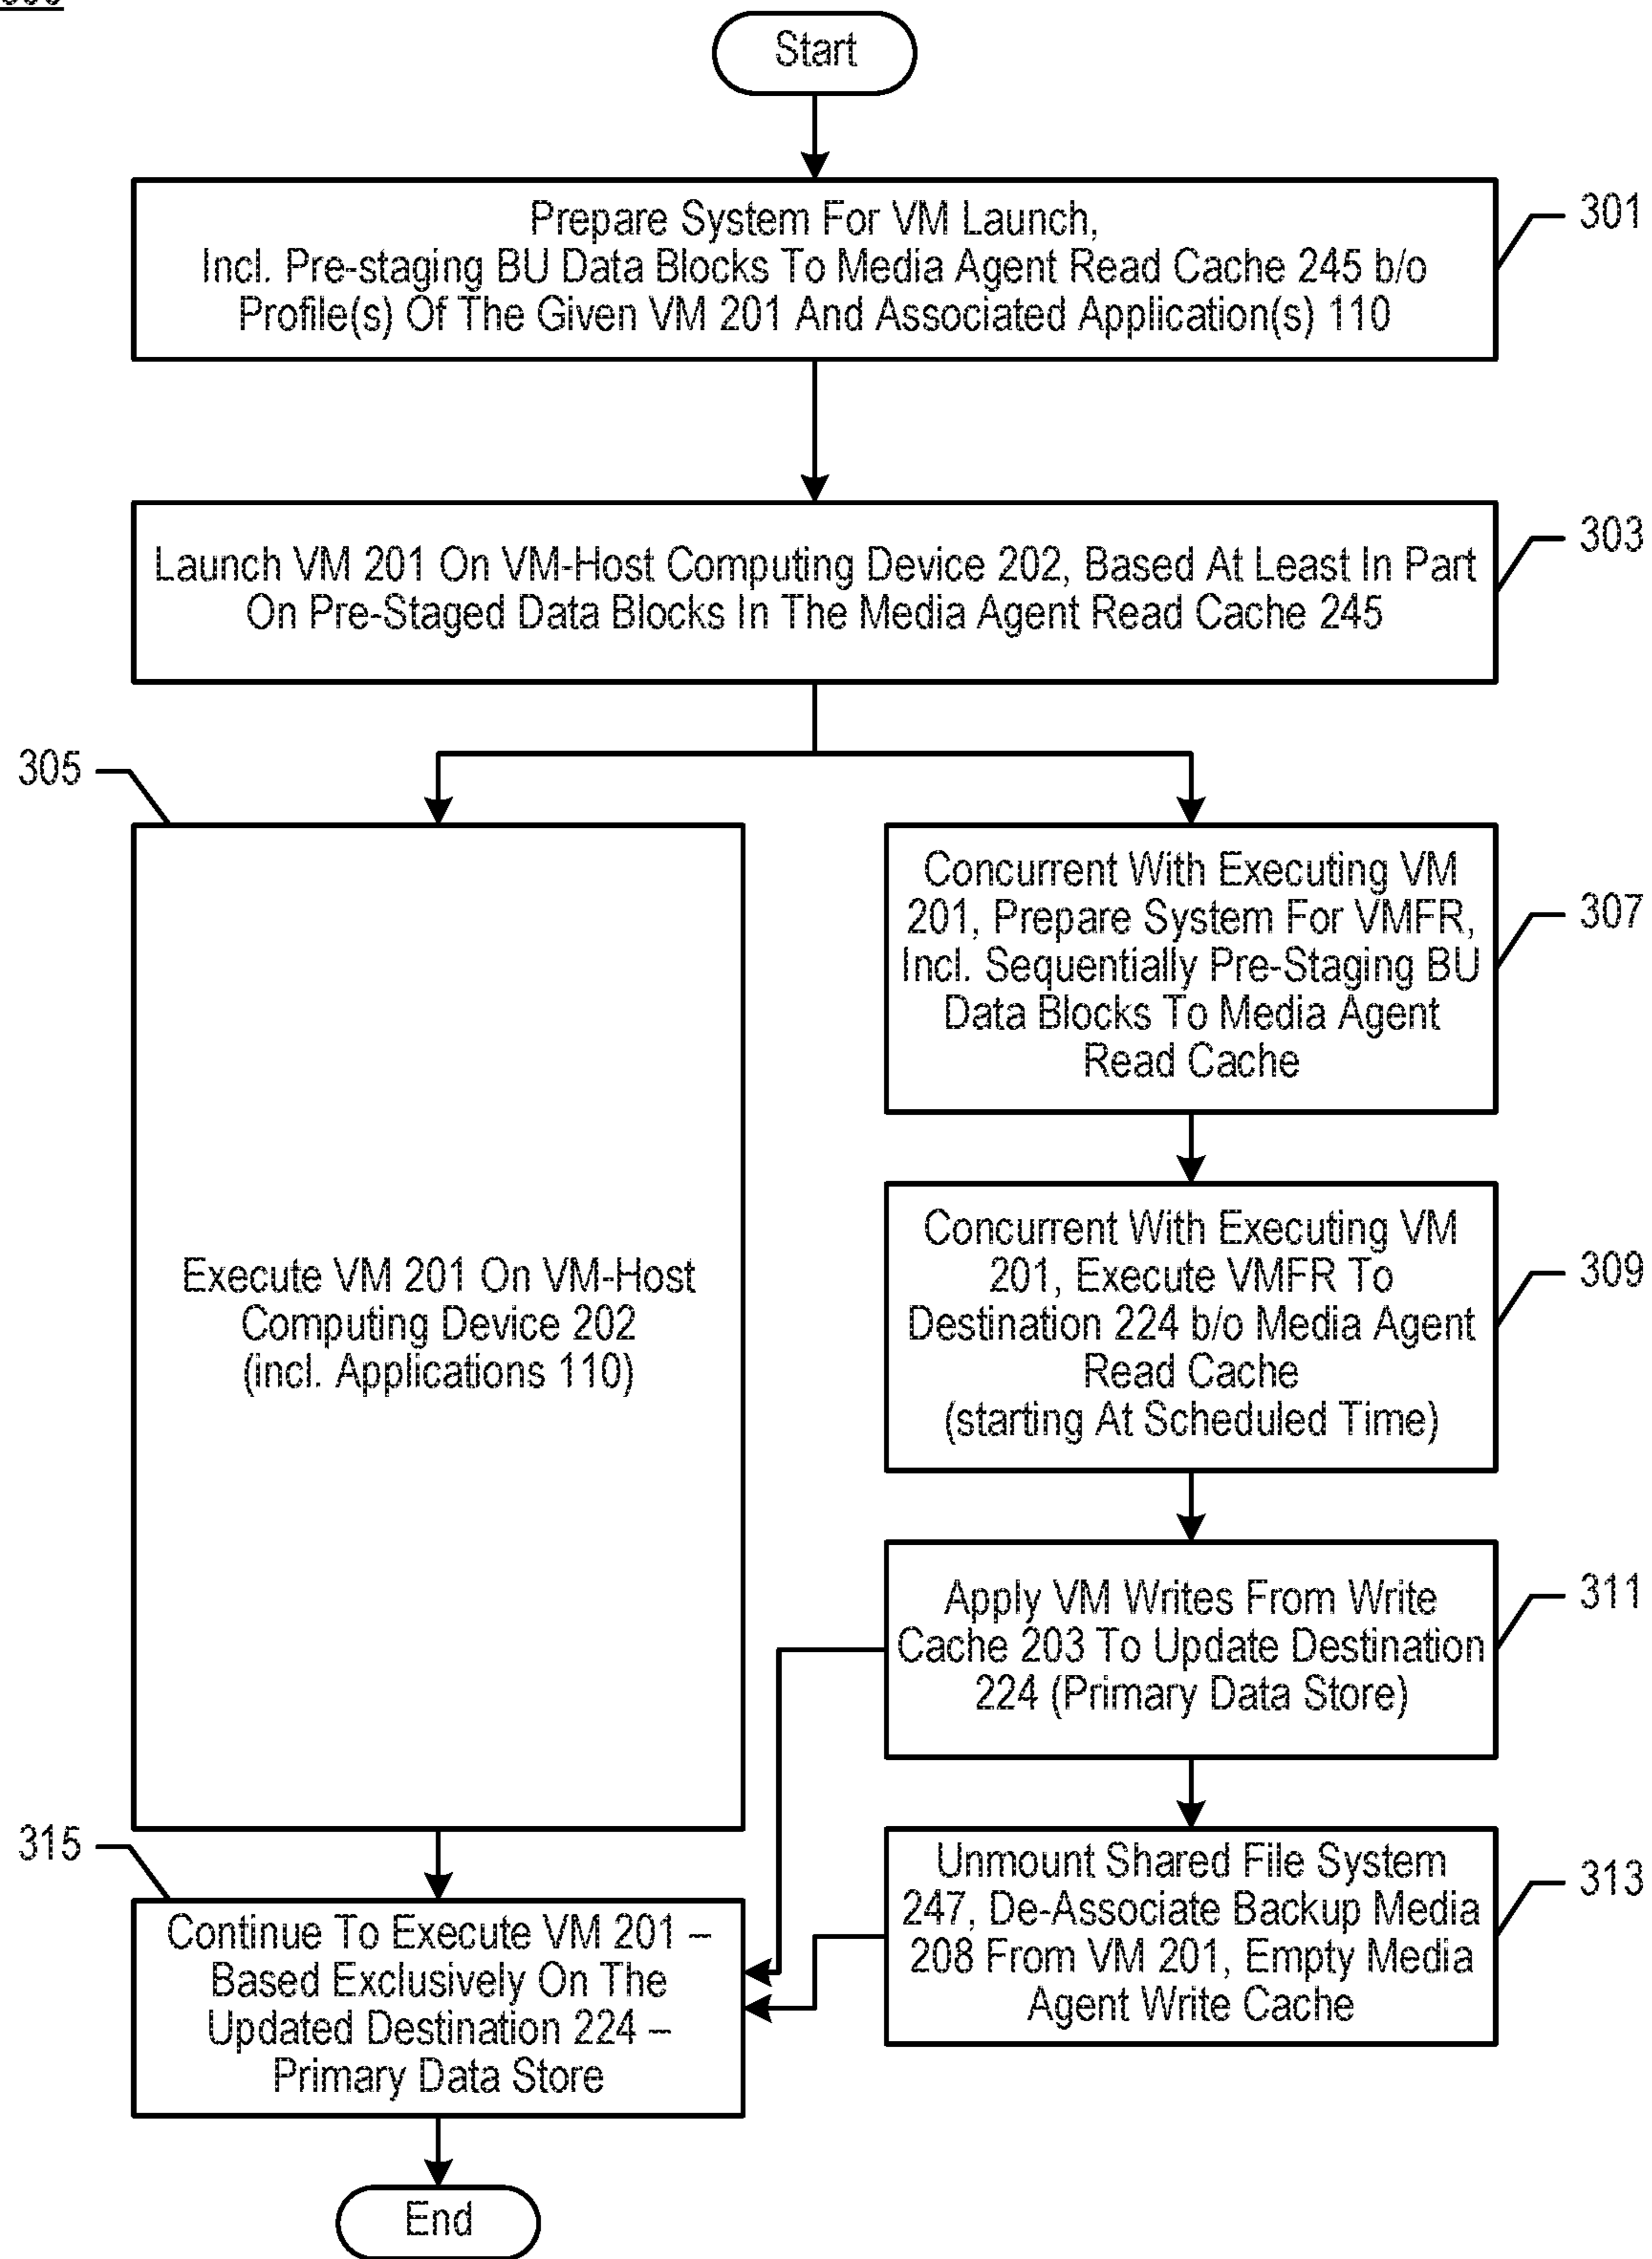 Start
Prepare System For VM Launch,
Incl. Pre-staging BU Data Blocks To Media Agent Read Cache 245 b/o
Profile(s) Of The Given VM 201 And Associated Application(s) 110
301
Launch VM 201 On VM-Host Computing Device 202, Based At Least In Part
On Pre-Staged Data Blocks In The Media Agent Read Cache 245
303
305
Execute VM 201 On VM-Host
Computing Device 202
(incl. Applications 110)
Concurrent With Executing VM
201, Prepare System For VMFR,
Incl. Sequentially Pre-Staging BU
Data Blocks To Media Agent
Read Cache
307
Concurrent With Executing VM
201, Execute VMFR To
Destination 224 b/o Media Agent
Read Cache
(starting At Scheduled Time)
309
Apply VM Writes From Write
Cache 203 To Update Destination
224 (Primary Data Store)
311
Unmount Shared File System
247, De-Associate Backup Media
208 From VM 201, Empty Media
Agent Write Cache
313
315
Continue To Execute VM 201 –
Based Exclusively On The
Updated Destination 224 –
Primary Data Store
End